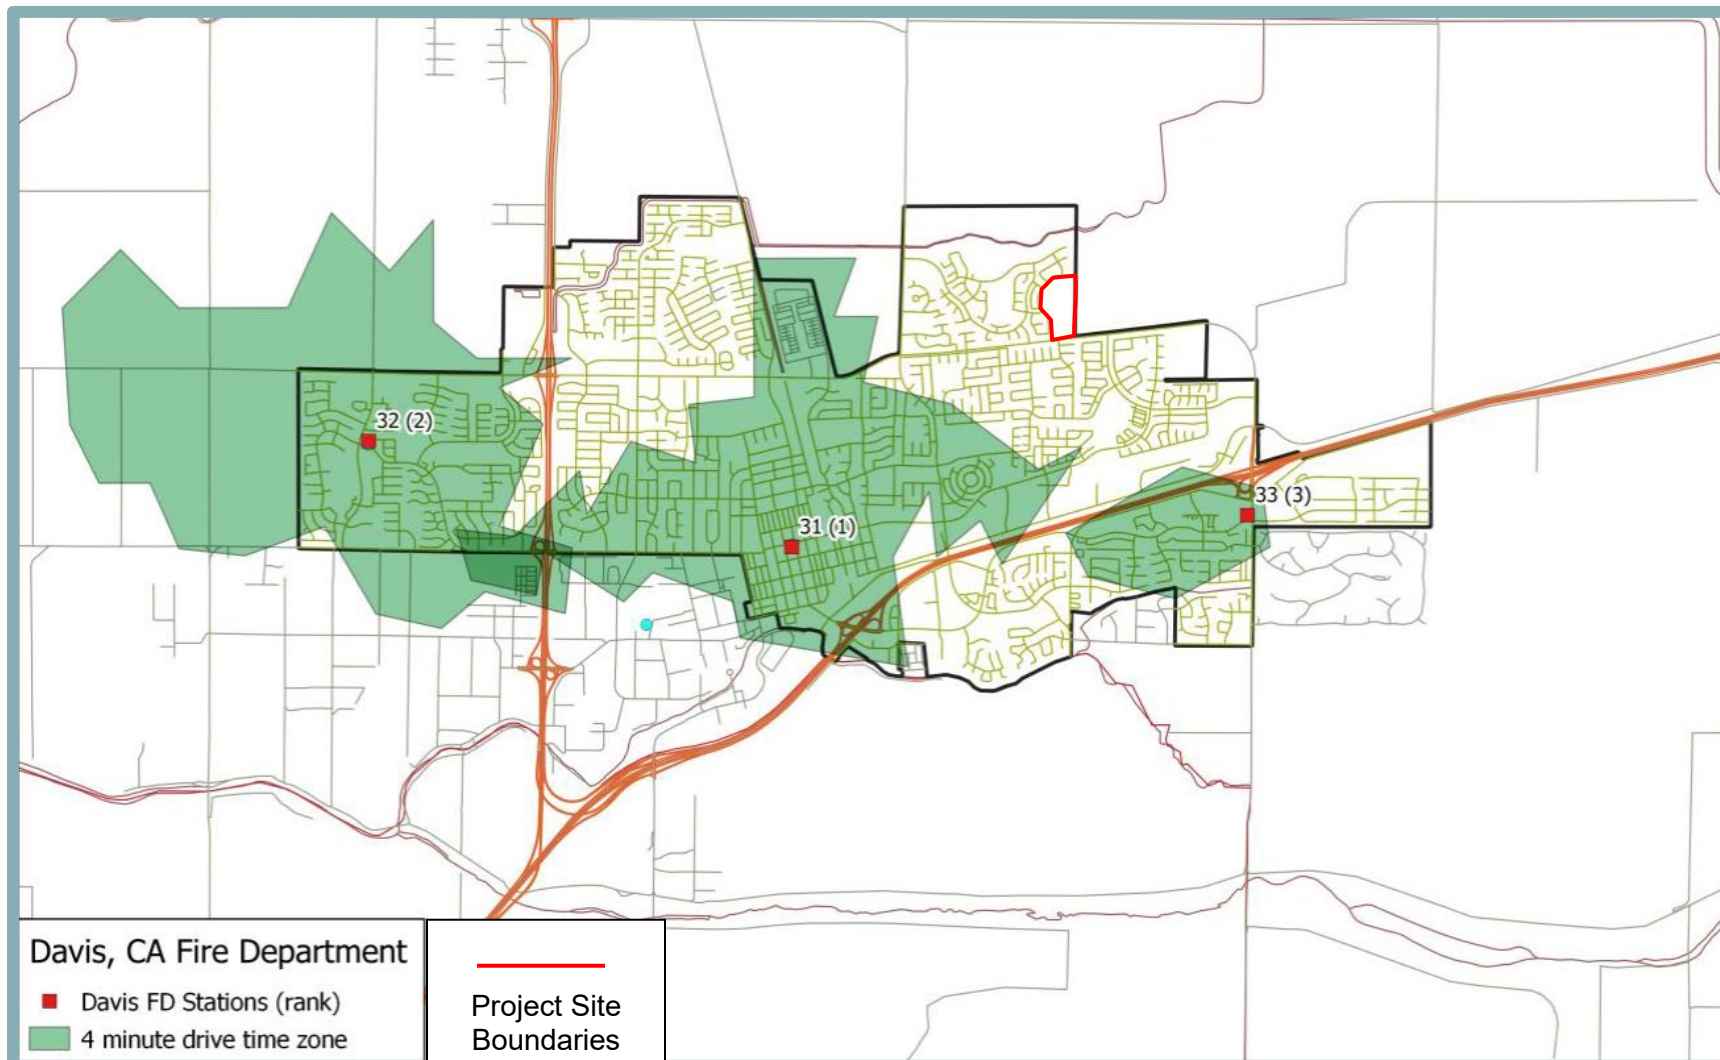 32 (2)
33 (3)
31 (1)
Davis, CA Fire Department
Davis FD Stations (rank)
4 minute drive time zone
Project Site
Boundaries